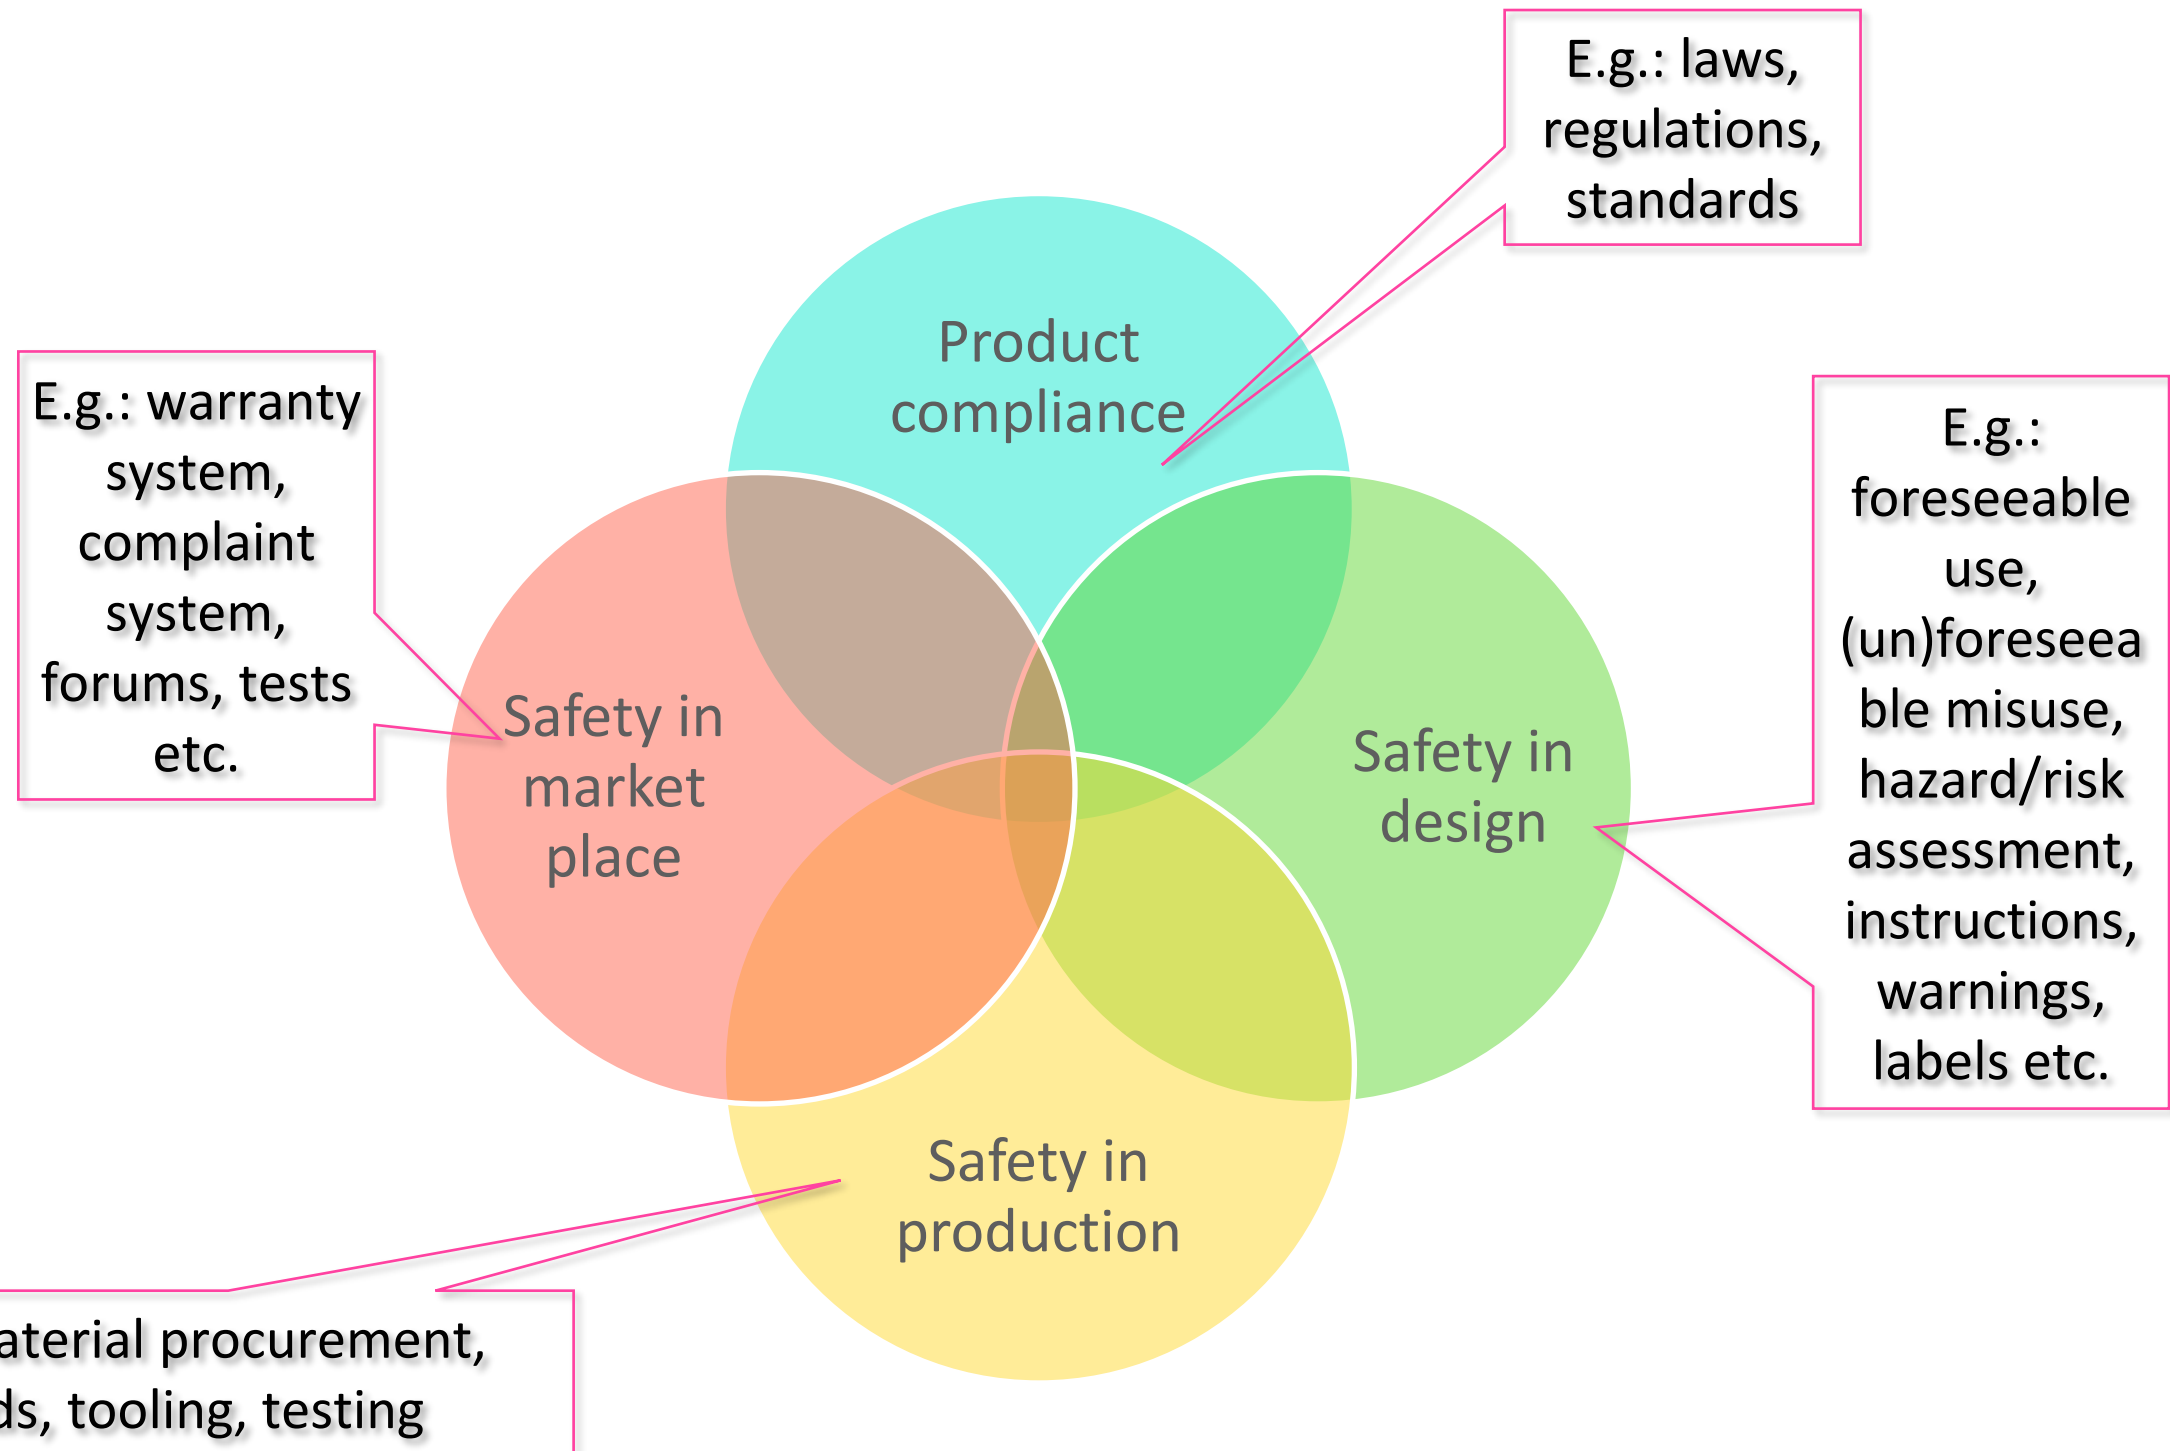 E.g.: laws,
regulations,
standards
Product
compliance
E.g.: warranty
system,
complaint
system,
forums, tests
etc.
E.g.:
foreseeable
use,
(un)foreseea
ble misuse,
hazard/risk
assessment,
instructions,
warnings,
labels etc.
Safety in
market
place
Safety in
design
Safety in
production
procurement,
tooling, testing